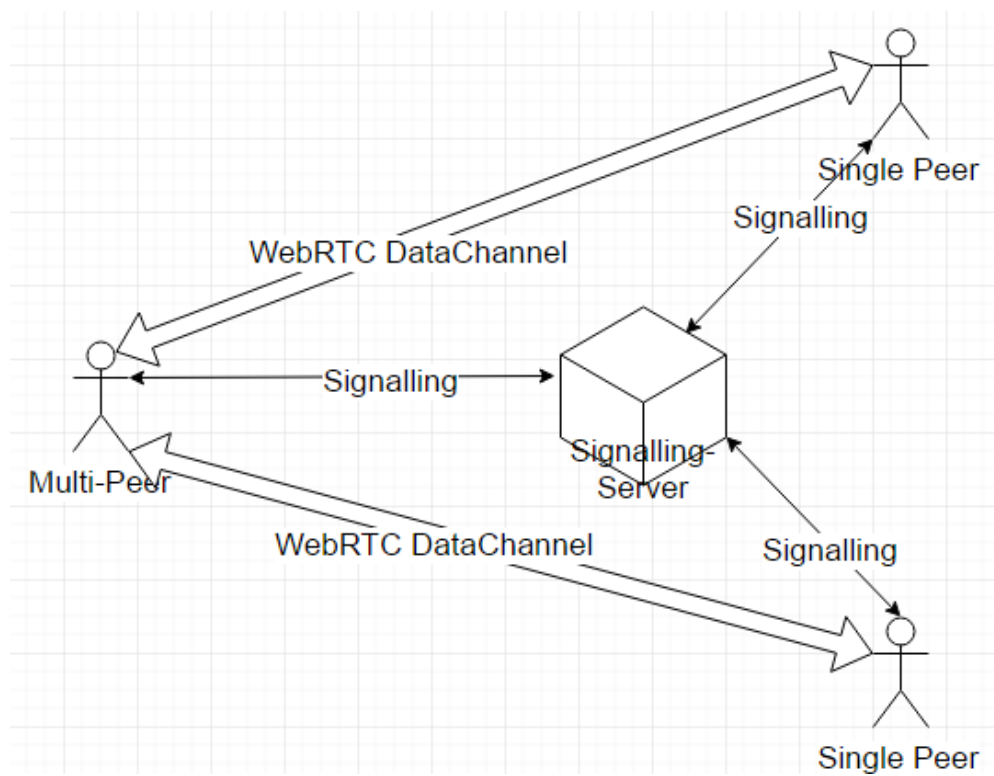 Single Peer
Signalling
WebRTC DataChannel
Signalling
Signalling-
Server
Multi-Peer
WebRTC DataChannel
Signalling
Single Peer